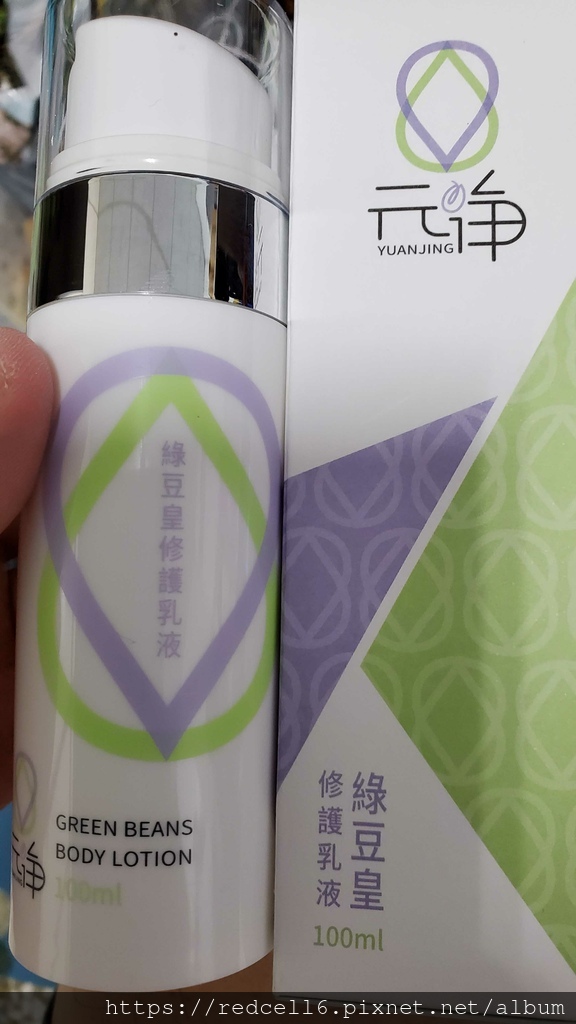 元淨
YUANJING
綠豆皇修護乳液
GREEN BEANS
BODY LOTION
100ml
淨
綠豆皇
修護乳液
100ml
https://redcell6.pixnet.net/album